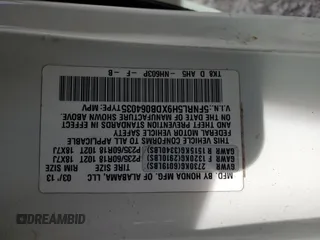 MFD. BY HONDA MFG. OF ALABAMA, LLC 03/13
GVWR 2730KG(6019LBS) TIRE SIZE RIM SIZE
GAWR F 1320KG(2910LBS) P235/60R18 102T 18X7J
GAWR R 1515KG(3340LBS) P235/60R18 102T 18X7J
THIS VEHICLE CONFORMS TO ALL APPLICABLE
FEDERAL MOTOR VEHICLE SAFETY
AND THEFT PREVENTION STANDARDS IN EFFECT
ON THE DATE OF MANUFACTURE SHOWN ABOVE.
V.I.N.: 5FNRL5H9XDB064035 TYPE: MPV
TK8 D AH5 -NH603P -F -B
DREAMBID